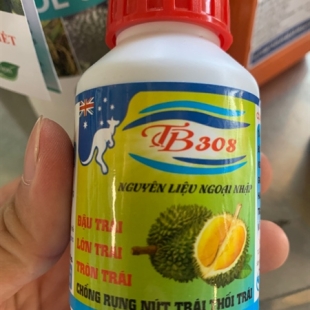 TB308
NGUYÊN LIỆU NGOẠI NHẬP
ĐẬU TRÁI
LỚN TRÁI
TRÒN TRÁI
CHỐNG RỤNG NỨT TRÁI THỐI TRÁI